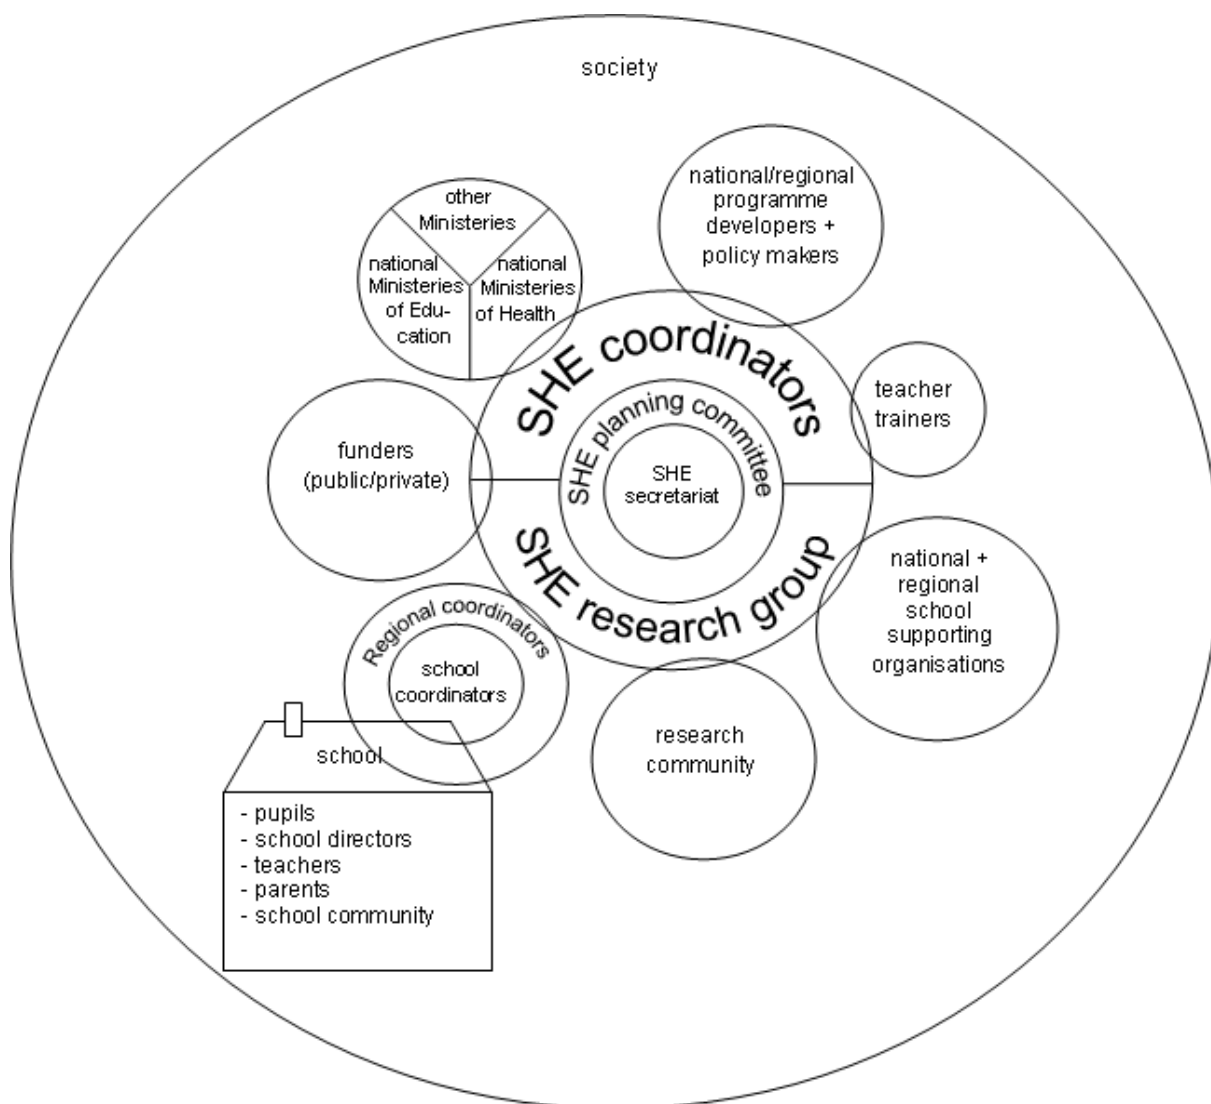 society
national/regional
programme
developers +
policy makers
other
Ministeries
national
Ministeries
of Edu-
cation
national
Ministeries
of Health
SHE coordinators
SHE planning committee
SHE
secretariat
teacher
trainers
funders
(public/private)
SHE research group
national +
regional
school
supporting
organisations
Regional coordinators
school
coordinators
research
community
school
- pupils
- school directors
- teachers
- parents
- school community